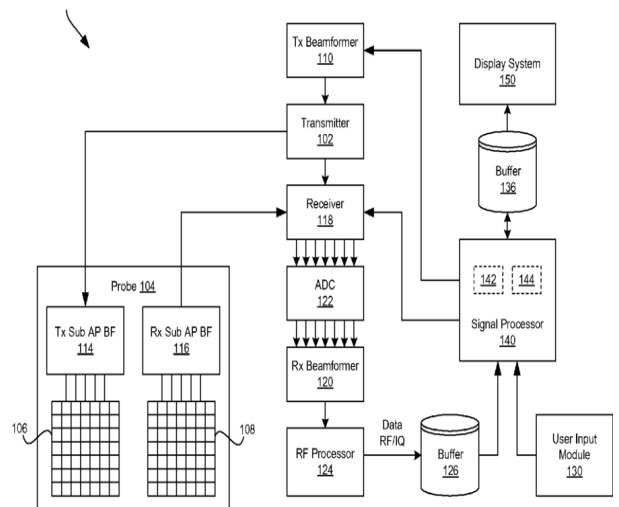 Tx Beamformer
110
Display System
150
Transmitter
102
Buffer
136
Receiver
118
Probe 104
ADC
122
142
144
Signal Processor
140
Tx Sub AP BF
114
Rx Sub AP BF
116
Rx Beamformer
120
106
108
Data
RF/IQ
RF Processor
124
Buffer
126
User Input
Module
130